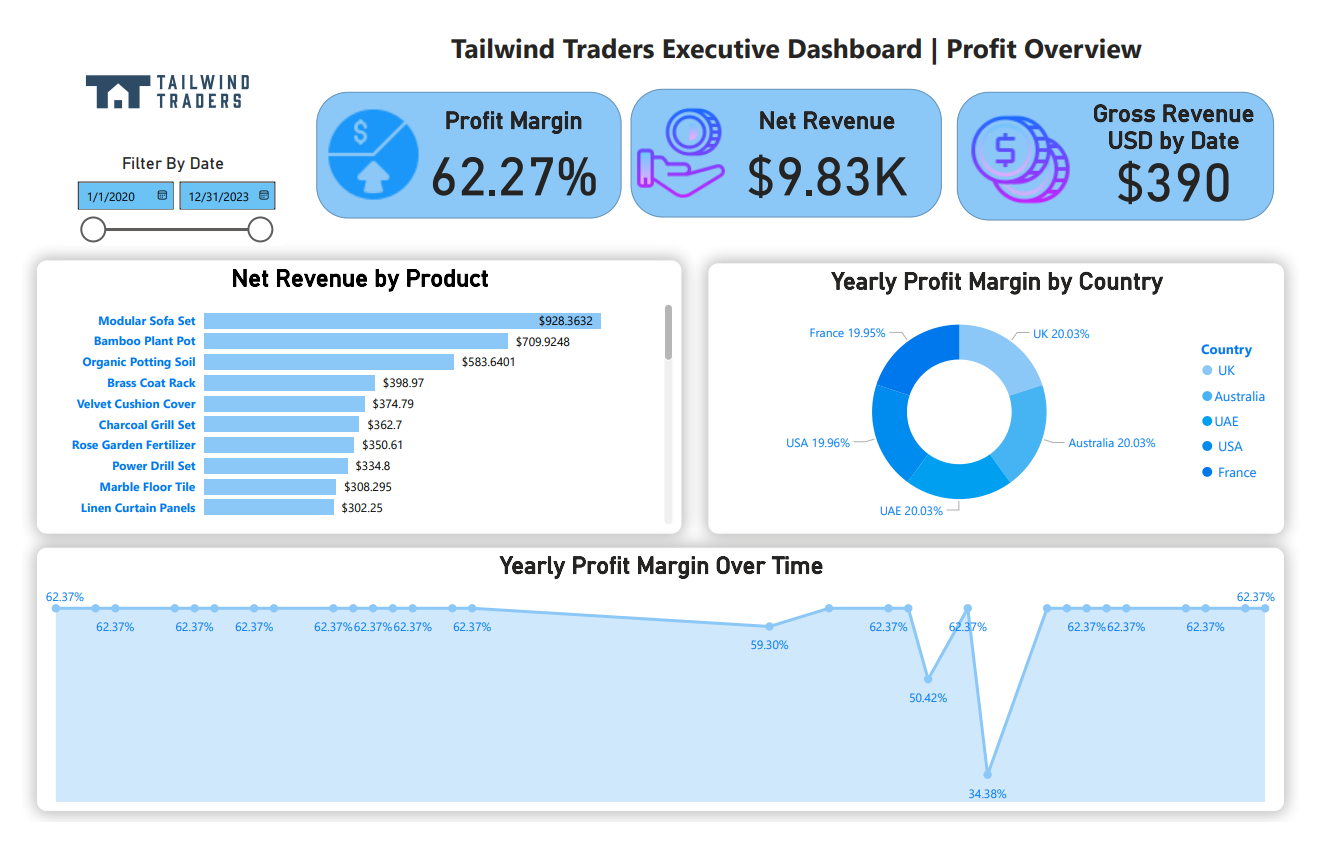 Tailwind Traders Executive Dashboard | Profit Overview
TAILWIND
TRADERS
Filter By Date
1/1/2020
12/31/2023
Profit Margin
62.27%
Net Revenue
$9.83K
Gross Revenue
USD by Date
$390
Net Revenue by Product
Modular Sofa Set $928.3632
Bamboo Plant Pot $709.9248
Organic Potting Soil $583.6401
Brass Coat Rack $398.97
Velvet Cushion Cover $374.79
Charcoal Grill Set $362.7
Rose Garden Fertilizer $350.61
Power Drill Set $334.8
Marble Floor Tile $308.295
Linen Curtain Panels $302.25
Yearly Profit Margin by Country
France 19.95%
UK 20.03%
USA 19.96%
Australia 20.03%
UAE 20.03%
Country
UK
Australia
UAE
USA
France
Yearly Profit Margin Over Time
62.37% 62.37%
62.37% 62.37% 62.37% 62.37% 62.37% 62.37% 62.37% 62.37% 62.37% 62.37% 62.37% 62.37%
59.30%
50.42%
34.38%